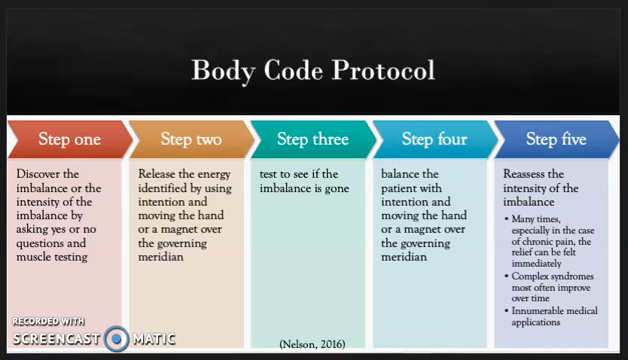 Body Code Protocol
Step one
Discover the
imbalance or the
intensity of the
imbalance by
asking yes or no
questions and
muscle testing
Step two
Release the energy
identified by using
intention and
moving the hand
or a magnet over
the governing
meridian
Step three
test to see if the
imbalance is gone
Step four
balance the
patient with
intention and
moving the hand
or a magnet over
the governing
meridian
Step five
Reassess the
intensity of the
imbalance
• Many times,
especially in the case
of chronic pain, the
relief can be felt
immediately
• Complex syndromes
most often improve
over time
• Innumerable medical
applications
(Nelson, 2016)
RECORDED WITH
SCREENCAST MATIC